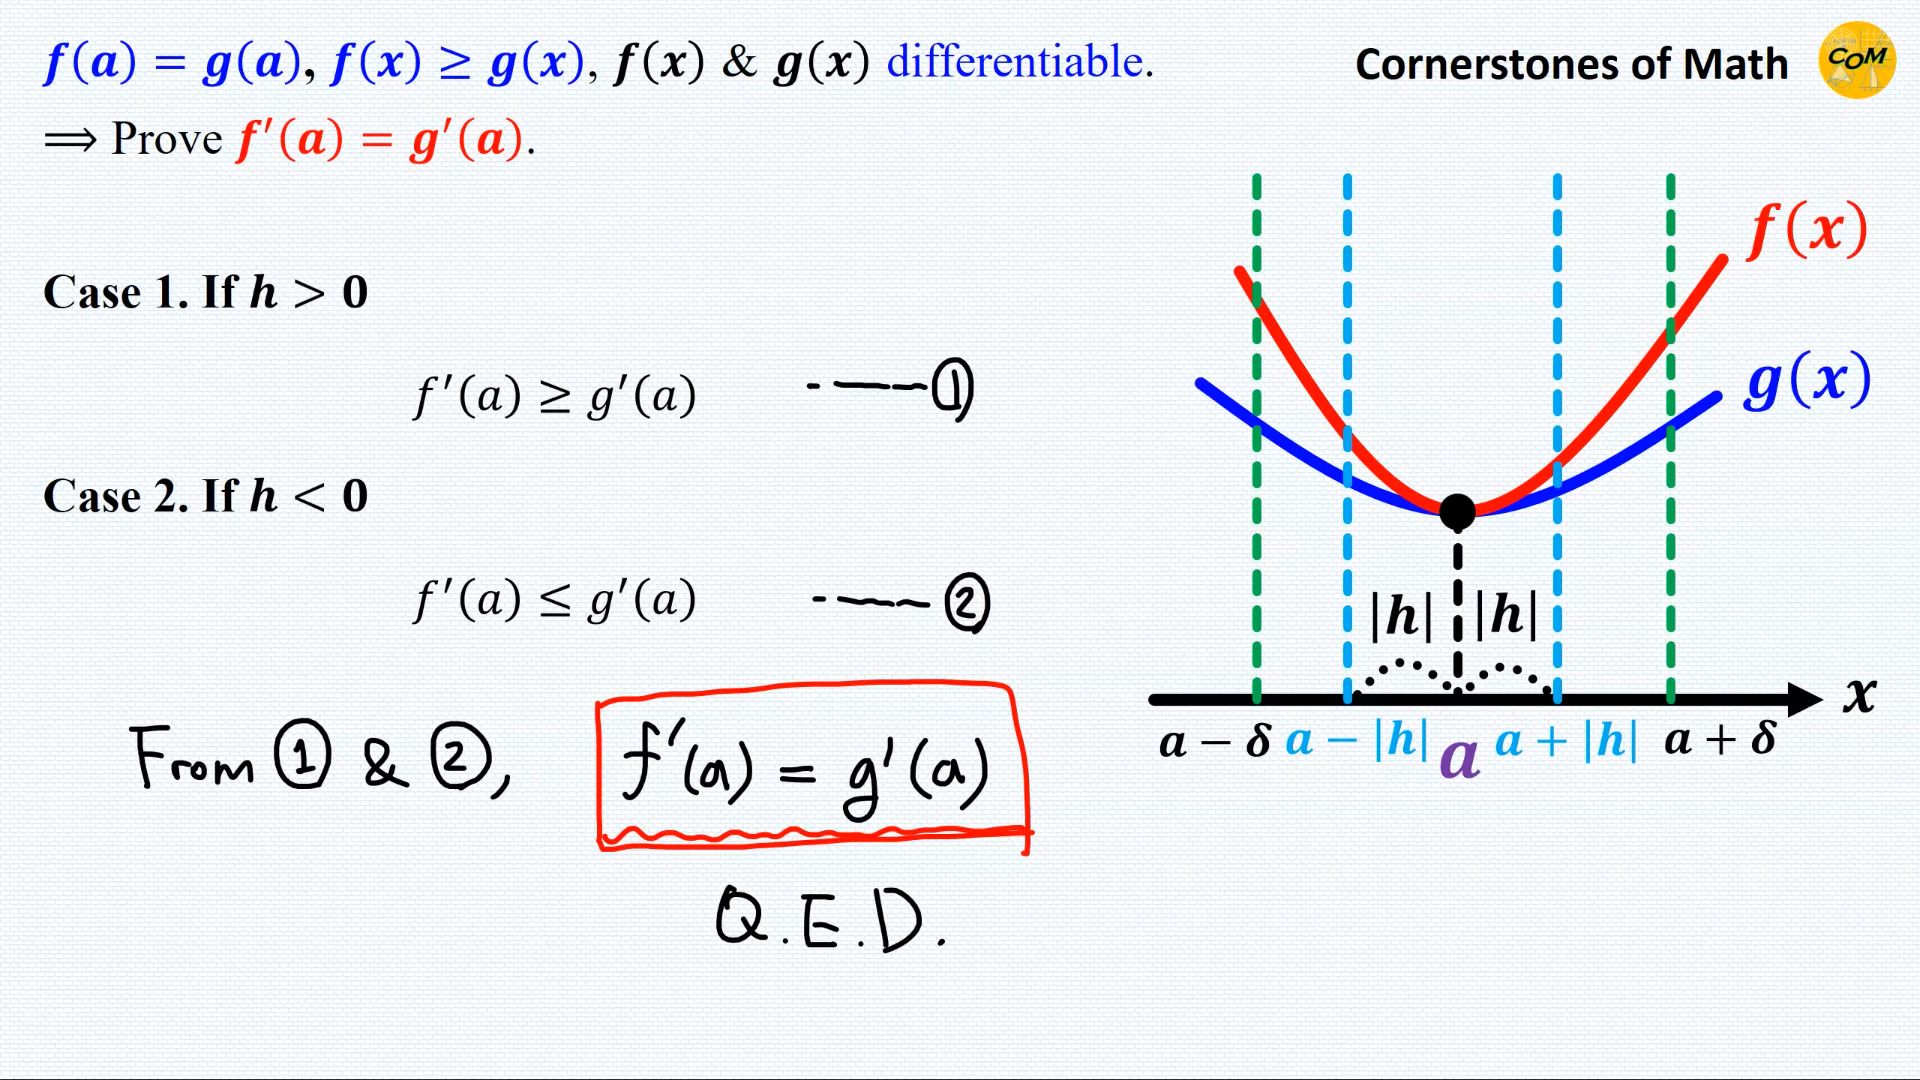 f(a) = g(a), f(x) ≥ g(x), f(x) & g(x) differentiable.
Cornerstones of Math
COM
⟹ Prove f′(a) = g′(a).
Case 1. If h > 0
f′(a) ≥ g′(a) ------- ①
Case 2. If h < 0
f′(a) ≤ g′(a) ------- ②
From ① & ②, f′(a) = g′(a)
Q.E.D.
f(x)
g(x)
|h| |h|
x
a − δ a − |h| a a + |h| a + δ